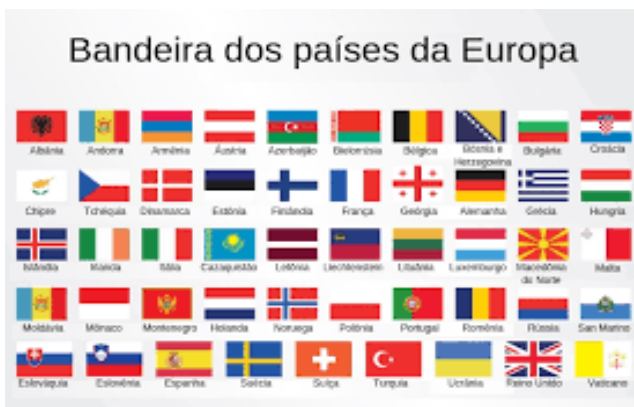 Bandeira dos países da Europa
Albânia Andorra Armênia Áustria Azerbaijão Bielorrússia Bélgica Bósnia e Herzegovina Bulgária Croácia
Chipre Tchéquia Dinamarca Estônia Finlândia França Geórgia Alemanha Grécia Hungria
Islândia Irlanda Itália Cazaquistão Letônia Liechtenstein Lituânia Luxemburgo Macedônia do Norte Malta
Moldávia Mônaco Montenegro Holanda Noruega Polônia Portugal Romênia Rússia San Marino
Eslováquia Eslovênia Espanha Suécia Suíça Turquia Ucrânia Reino Unido Vaticano